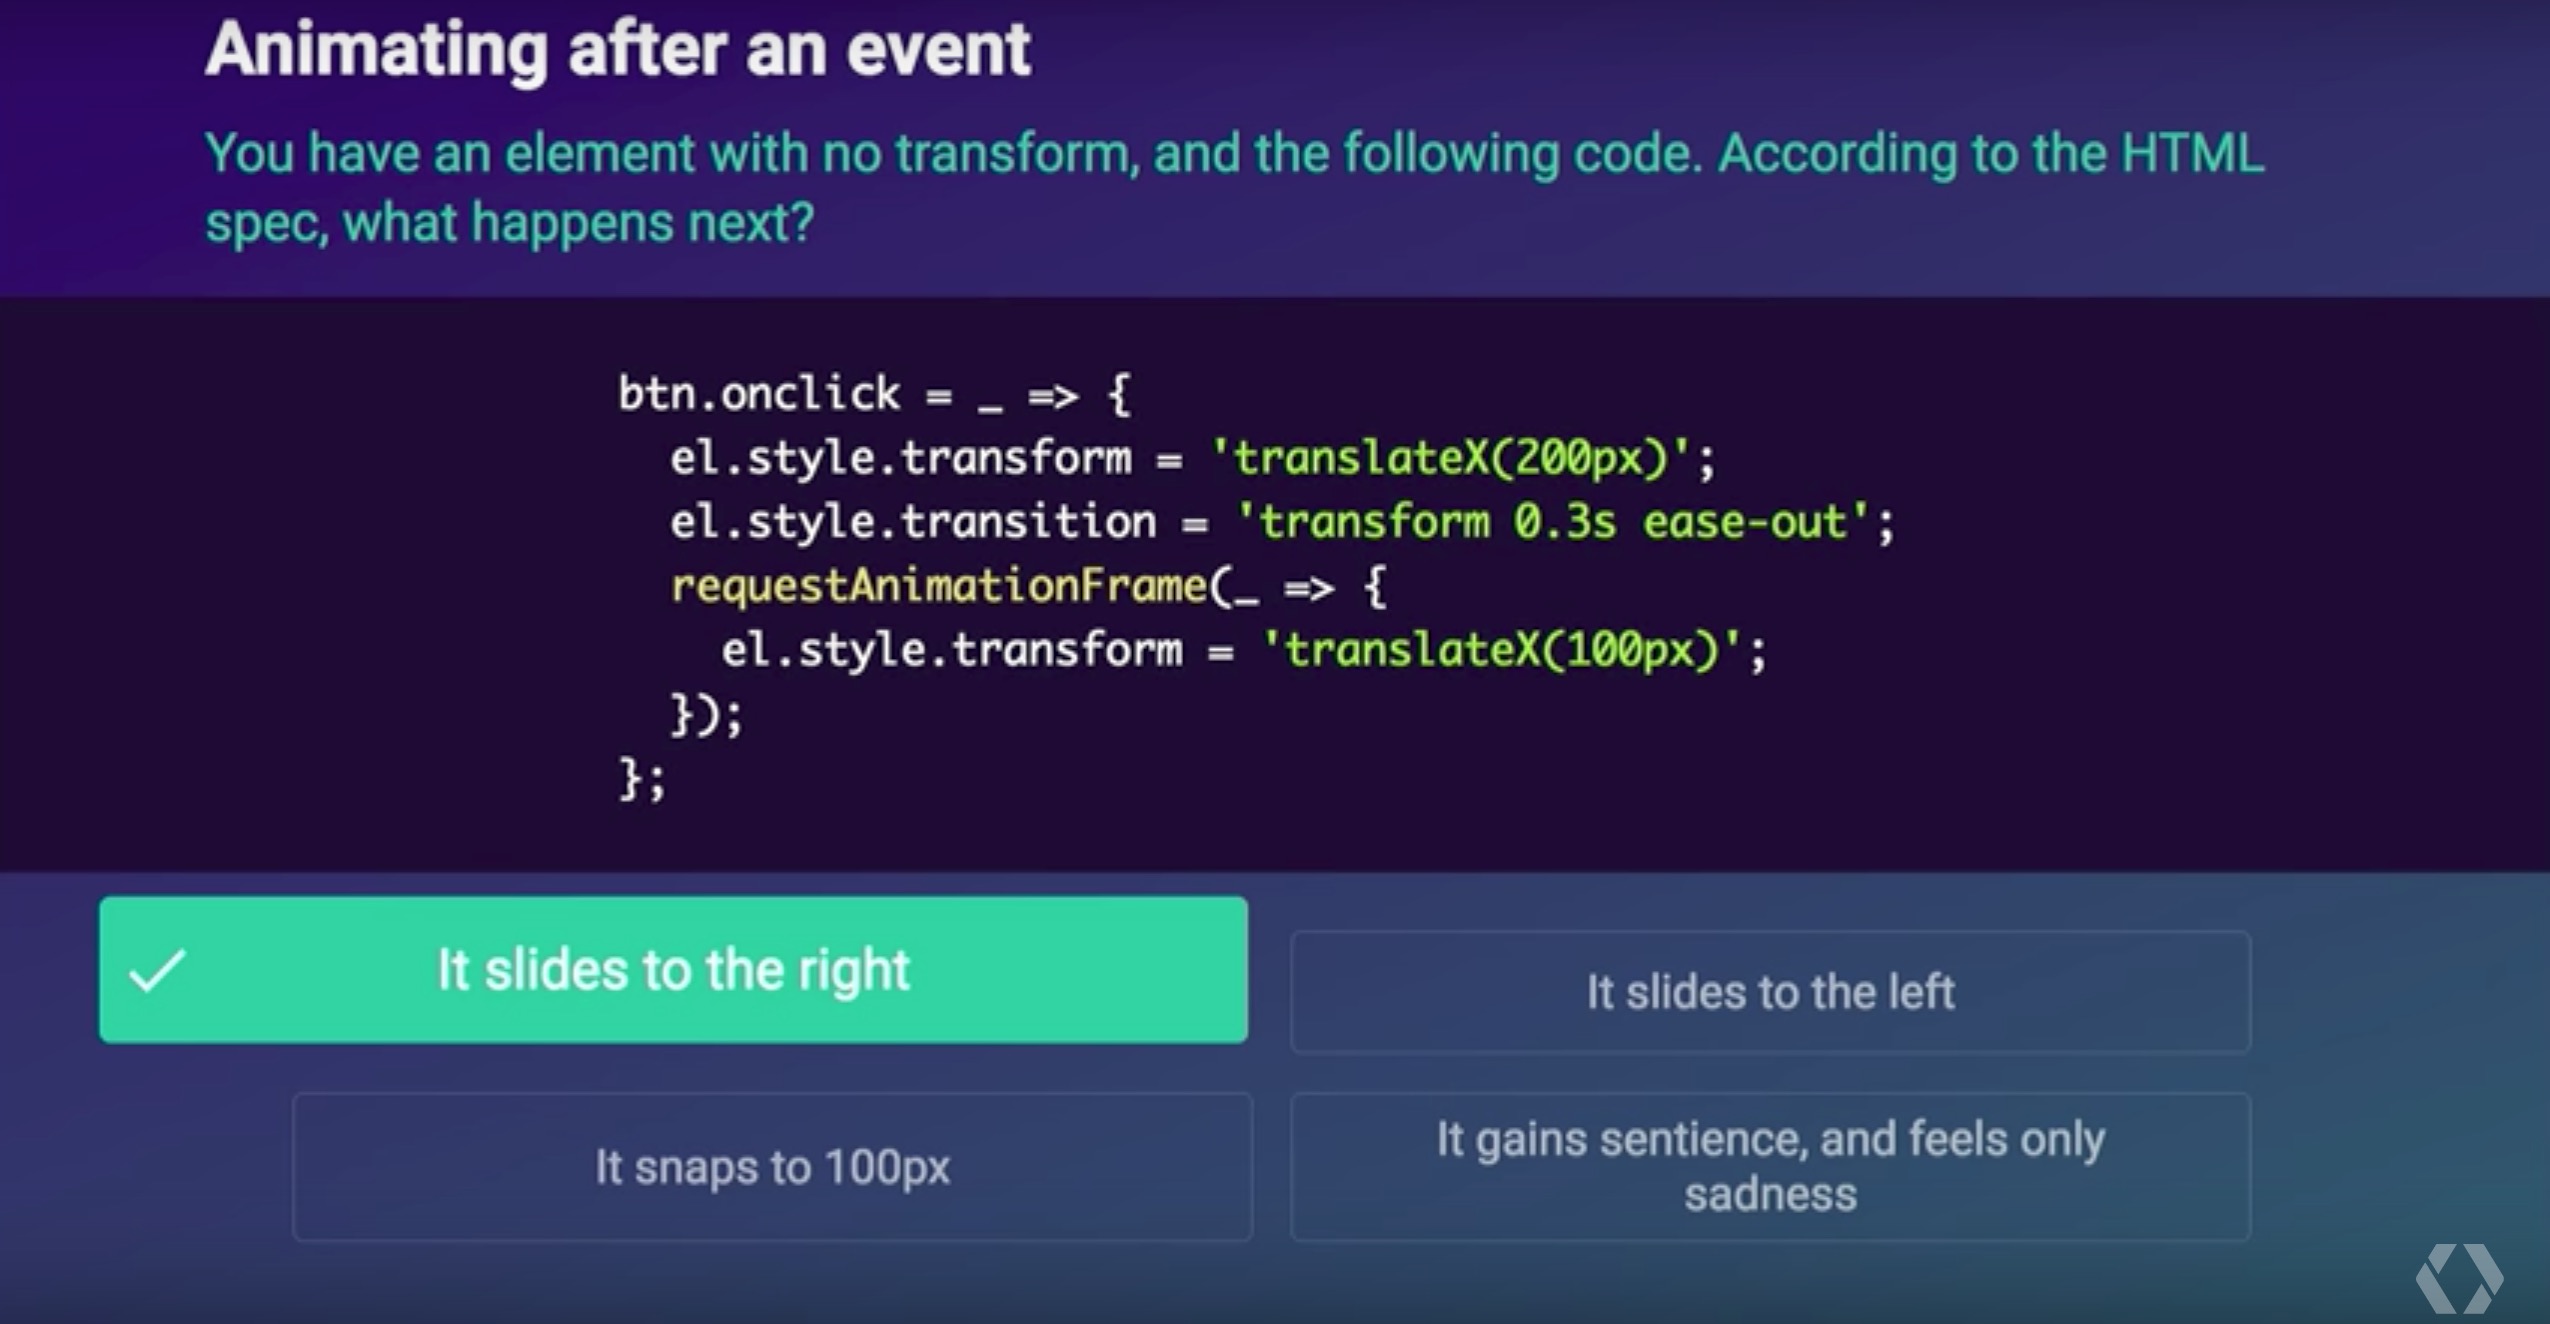 Animating after an event
You have an element with no transform, and the following code. According to the HTML
spec, what happens next?
btn.onclick = _ => {
  el.style.transform = 'translateX(200px)';
  el.style.transition = 'transform 0.3s ease-out';
  requestAnimationFrame(_ => {
    el.style.transform = 'translateX(100px)';
  });
};
It slides to the right
It slides to the left
It snaps to 100px
It gains sentience, and feels only
sadness